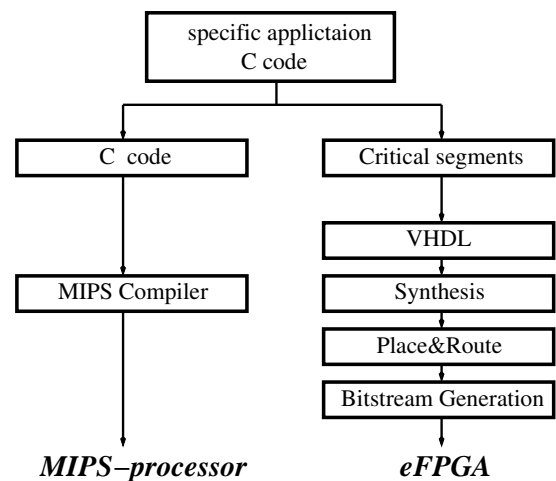 specific applictaion
C code
C code
Critical segments
VHDL
MIPS Compiler
Synthesis
Place&Route
Bitstream Generation
MIPS–processor
eFPGA